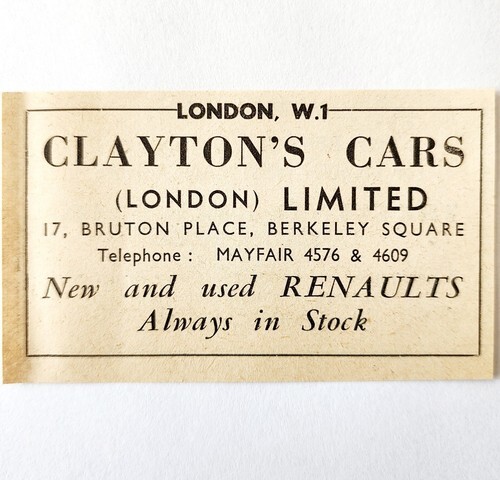 LONDON, W.1
CLAYTON'S CARS
(LONDON) LIMITED
17, BRUTON PLACE, BERKELEY SQUARE
Telephone : MAYFAIR 4576 & 4609
New and used RENAULTS
Always in Stock